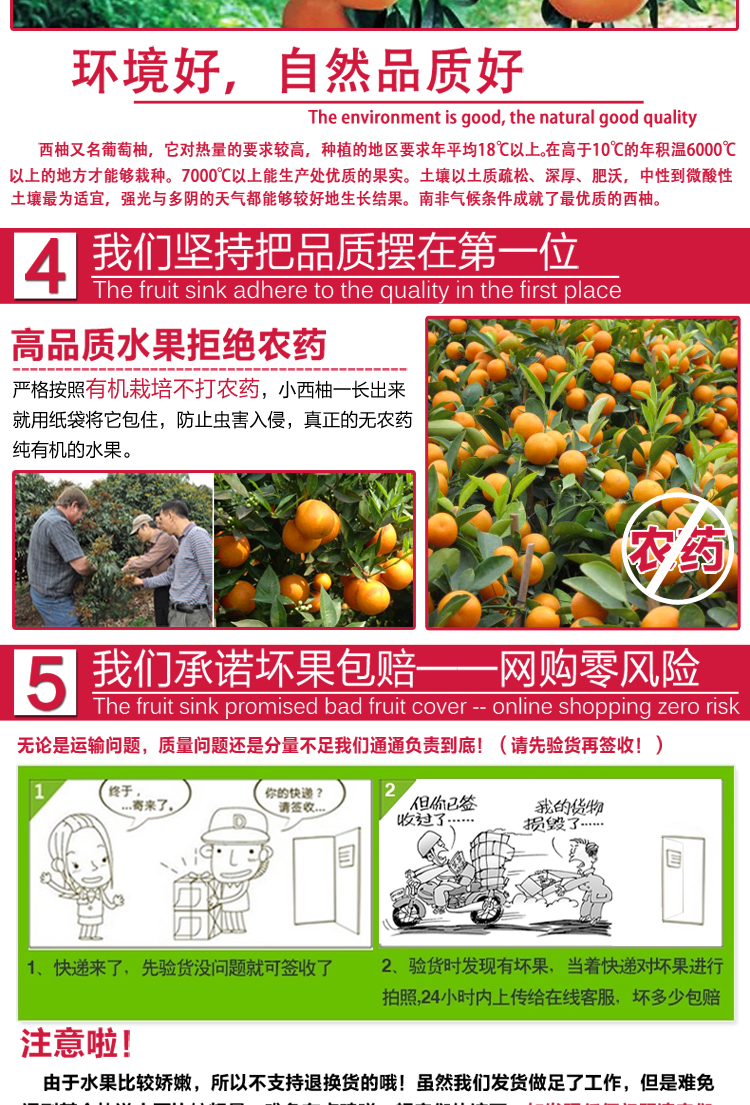 环境好，自然品质好
The environment is good, the natural good quality
西柚又名葡萄柚，它对热量的要求较高，种植的地区要求年平均18℃以上。在高于10℃的年积温6000℃
以上的地方才能够栽种。7000℃以上能生产处优质的果实。土壤以土质疏松、深厚、肥沃，中性到微酸性
土壤最为适宜，强光与多阴的天气都能够较好地生长结果。南非气候条件成就了最优质的西柚。
4
我们坚持把品质摆在第一位
The fruit sink adhere to the quality in the first place
高品质水果拒绝农药
严格按照有机栽培不打农药，小西柚一长出来
就用纸袋将它包住，防止虫害入侵，真正的无农药
纯有机的水果。
农药
5
我们承诺坏果包赔——网购零风险
The fruit sink promised bad fruit cover -- online shopping zero risk
无论是运输问题，质量问题还是分量不足我们通通负责到底！（请先验货再签收！）
1
终于，
...寄来了。
你的快递？
请签收...
D
2
但你已签
收过了……
我的货物
损毁了……
1、快递来了，先验货没问题就可签收了
2、验货时发现有坏果，当着快递对坏果进行
拍照,24小时内上传给在线客服，坏多少包赔
注意啦！
由于水果比较娇嫩，所以不支持退换货的哦！虽然我们发货做足了工作，但是难免